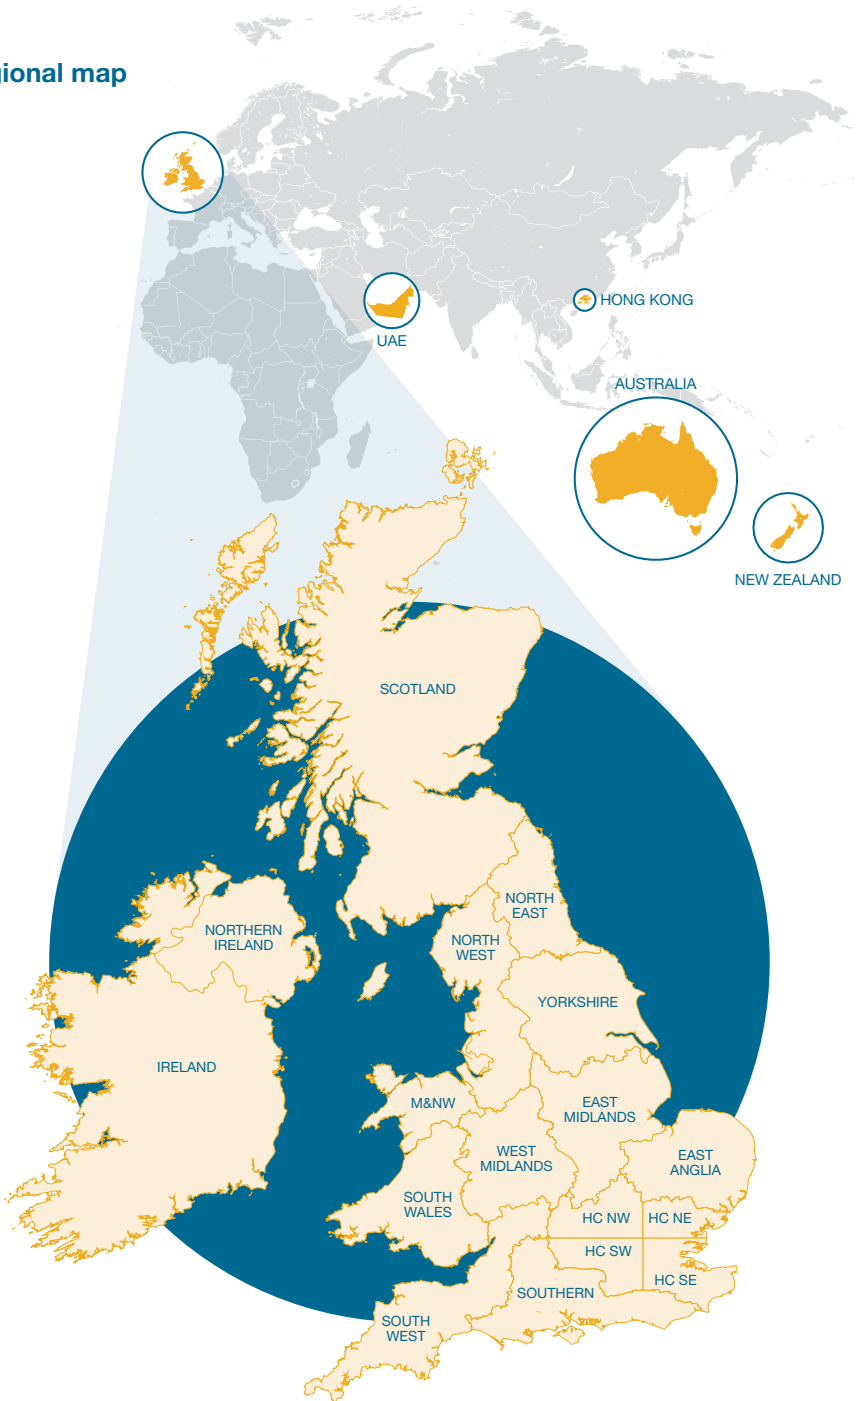 gional map
HONG KONG
UAE
AUSTRALIA
NEW ZEALAND
SCOTLAND
NORTH
EAST
NORTHERN
IRELAND
NORTH
WEST
YORKSHIRE
IRELAND
M&NW
EAST
MIDLANDS
WEST
MIDLANDS
EAST
ANGLIA
SOUTH
WALES
HC NW
HC NE
HC SW
HC SE
SOUTHERN
SOUTH
WEST